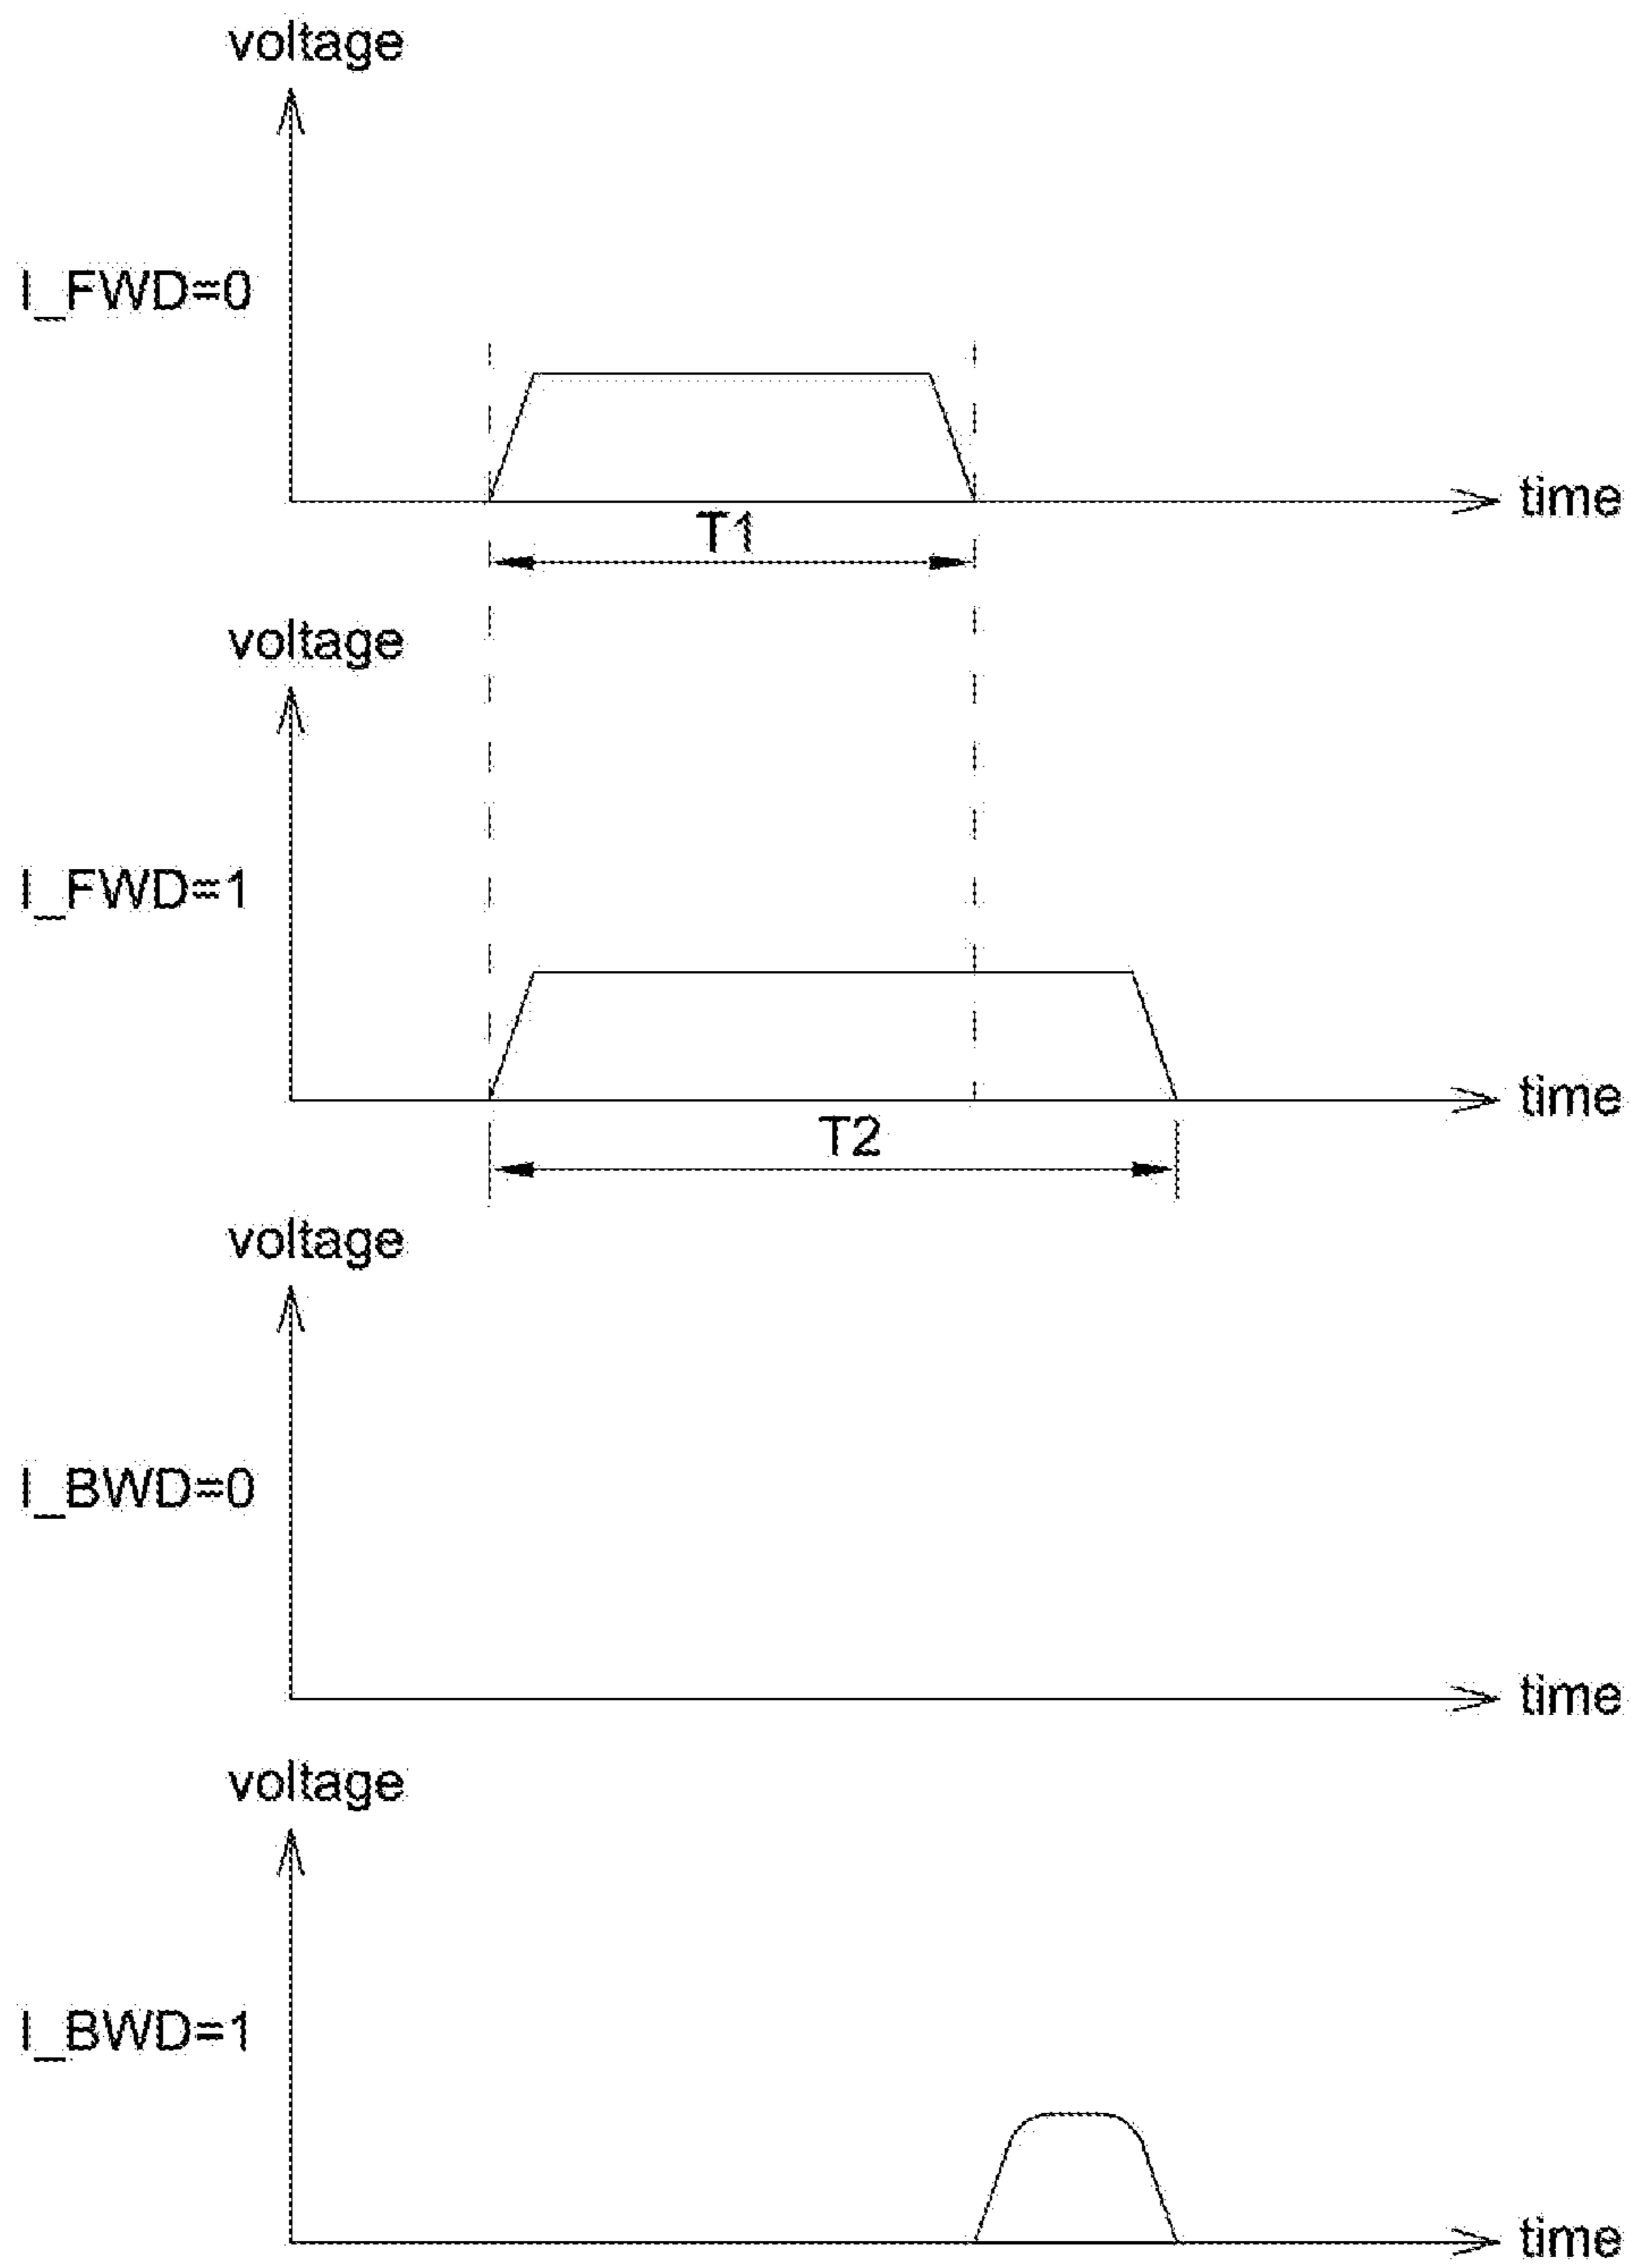 voltage
I_FWD=0
time
T1
voltage
I_FWD=1
time
T2
voltage
I_BWD=0
time
voltage
I_BWD=1
time